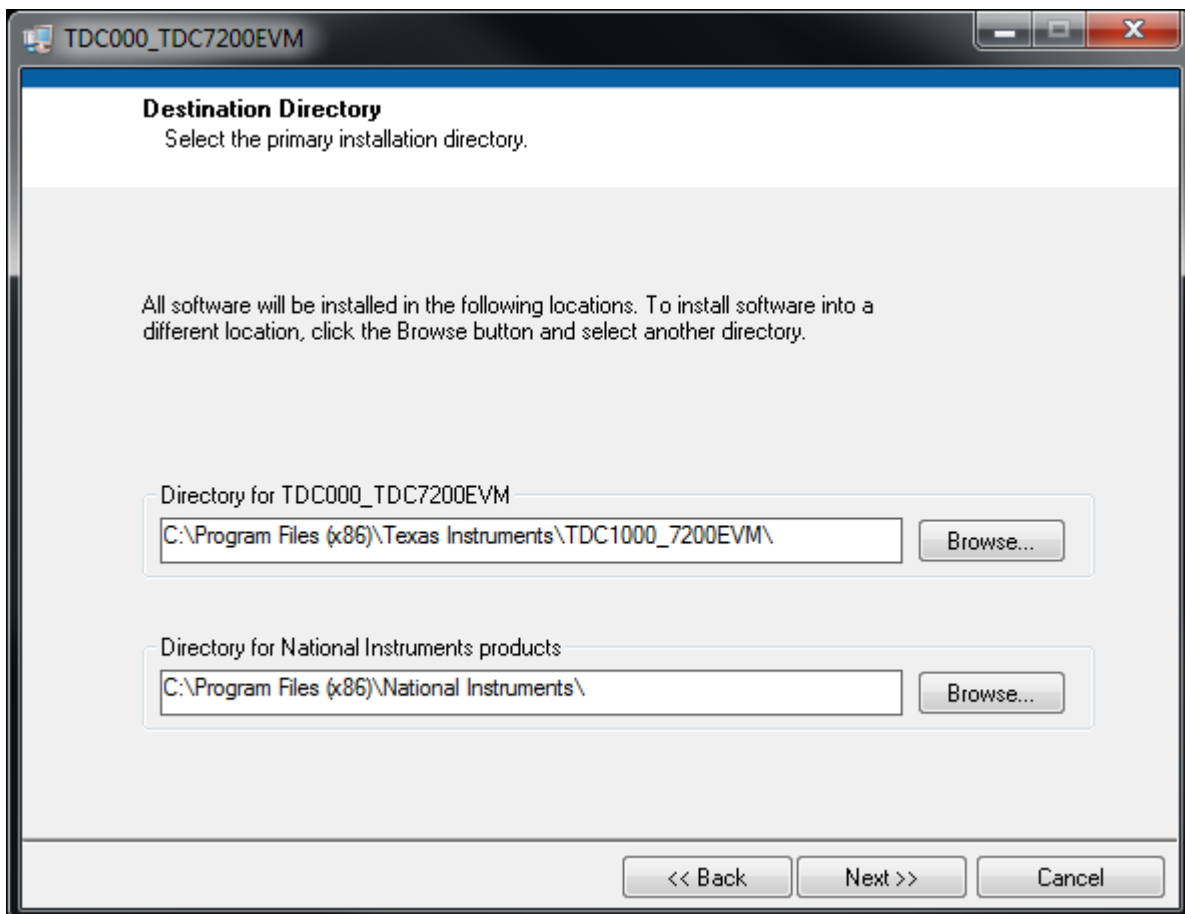 TDC000_TDC7200EVM
Destination Directory
Select the primary installation directory.
All software will be installed in the following locations. To install software into a
different location, click the Browse button and select another directory.
Directory for TDC000_TDC7200EVM
C:\Program Files (x86)\Texas Instruments\TDC1000_7200EVM\
Browse...
Directory for National Instruments products
C:\Program Files (x86)\National Instruments\
Browse...
<< Back
Next >>
Cancel